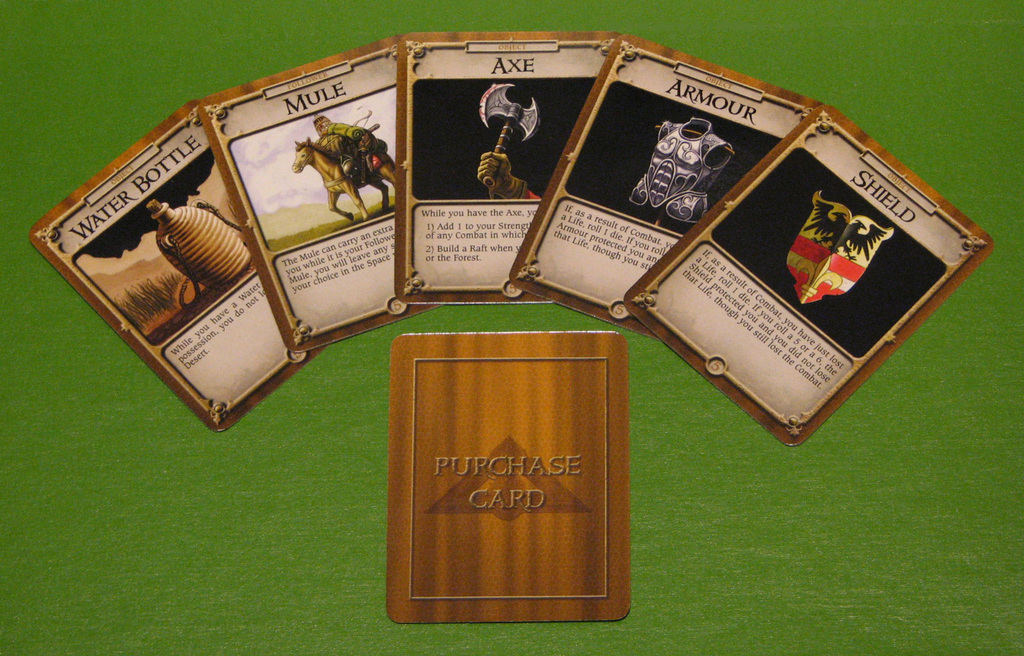 WATER BOTTLE
While you have a Water
possession, you do not
Desert.
FOLLOWER
MULE
The Mule can carry an extra
you while it is your Follow
Mule, you will leave any
your choice in the Space
OBJECT
AXE
While you have the Axe, yo
1) Add 1 to your Strengt
of any Combat in which
2) Build a Raft when
or the Forest.
OBJECT
ARMOUR
If, as a result of Combat,
a Life, roll 1 die. If you roll
Armour protected you an
that Life, though you st
OBJECT
SHIELD
If, as a result of Combat, you have just lost
a Life, roll 1 die. If you roll a 5 or a 6, the
Shield protected you and you did not lose
that Life, though you still lost the Combat.
PURCHASE
CARD